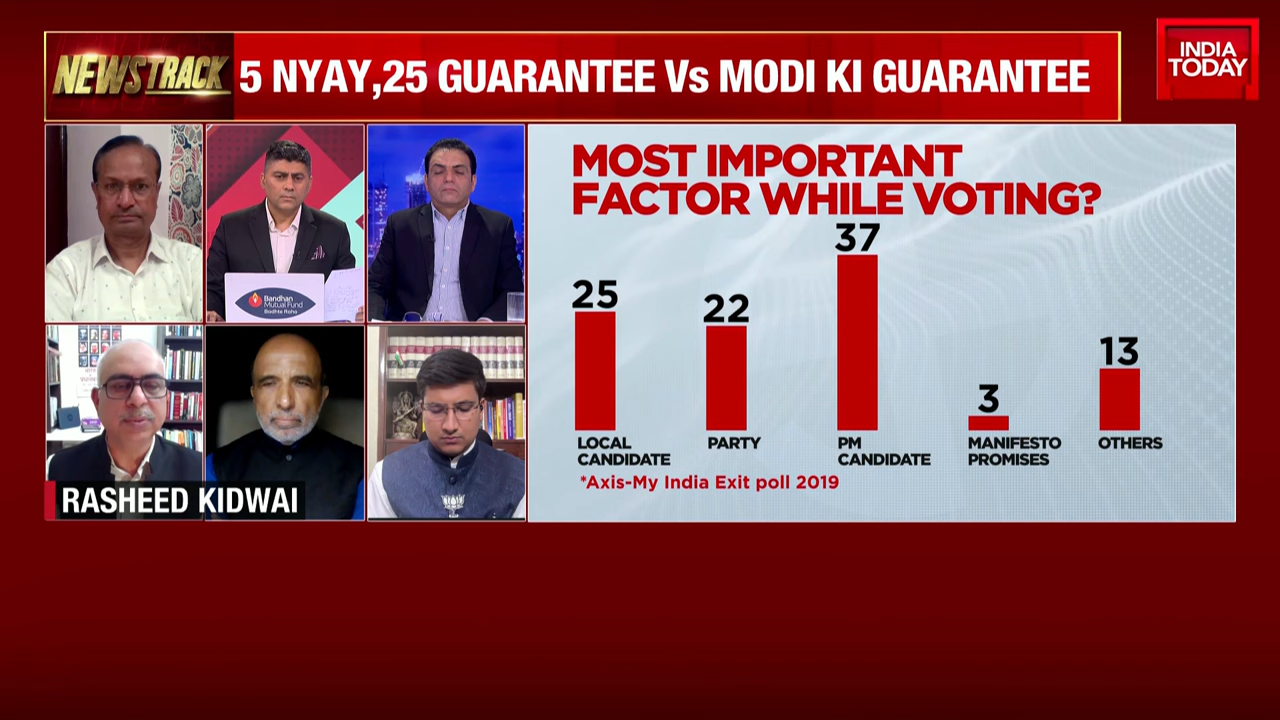 NEWSTRACK
5 NYAY,25 GUARANTEE Vs MODI KI GUARANTEE
INDIA
TODAY
MOST IMPORTANT
FACTOR WHILE VOTING?
25
22
37
3
13
LOCAL
CANDIDATE
PARTY
PM
CANDIDATE
MANIFESTO
PROMISES
OTHERS
*Axis-My India Exit poll 2019
Bandhan
Mutual Fund
Badhte Raho
RASHEED KIDWAI